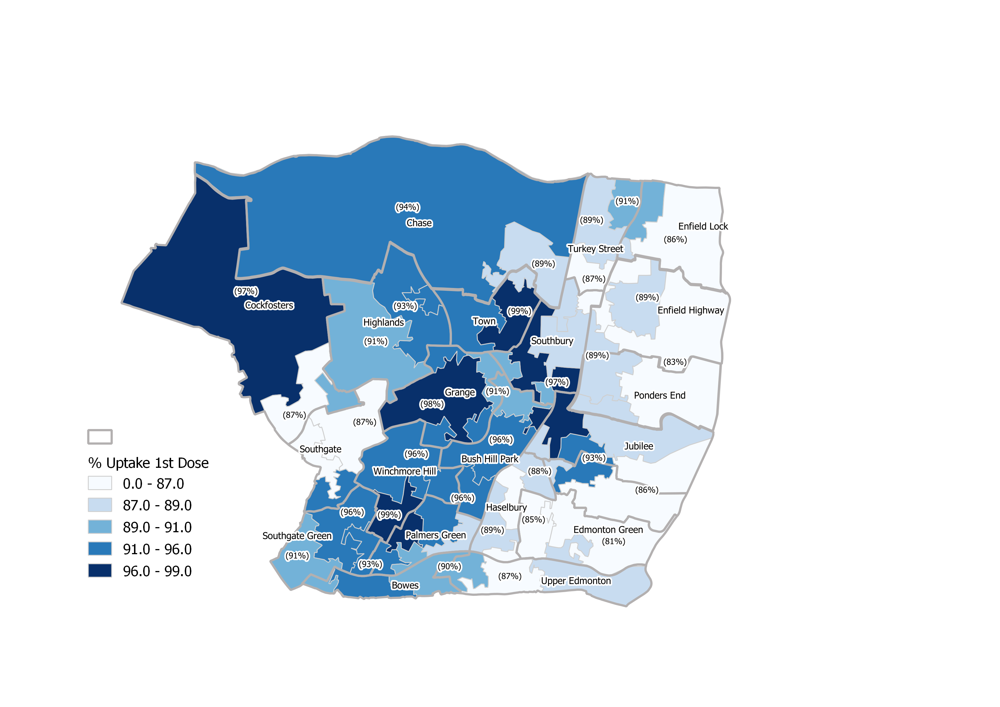 (94%)
Chase
(91%)
(89%)
Enfield Lock
(86%)
Turkey Street
(89%)
(87%)
(97%)
Cockfosters
(93%)
(99%)
(89%)
Enfield Highway
Highlands
Town
(91%)
Southbury
(89%)
(83%)
(97%)
Grange
(91%)
Ponders End
(98%)
(87%)
(87%)
Southgate
(96%)
Jubilee
(96%)
Bush Hill Park
(93%)
Winchmore Hill
(88%)
(86%)
(96%)
Haselbury
(96%)
(99%)
(85%)
Southgate Green
Palmers Green
(89%)
Edmonton Green
(81%)
(91%)
(93%)
(90%)
(87%)
Upper Edmonton
Bowes
% Uptake 1st Dose
0.0 - 87.0
87.0 - 89.0
89.0 - 91.0
91.0 - 96.0
96.0 - 99.0